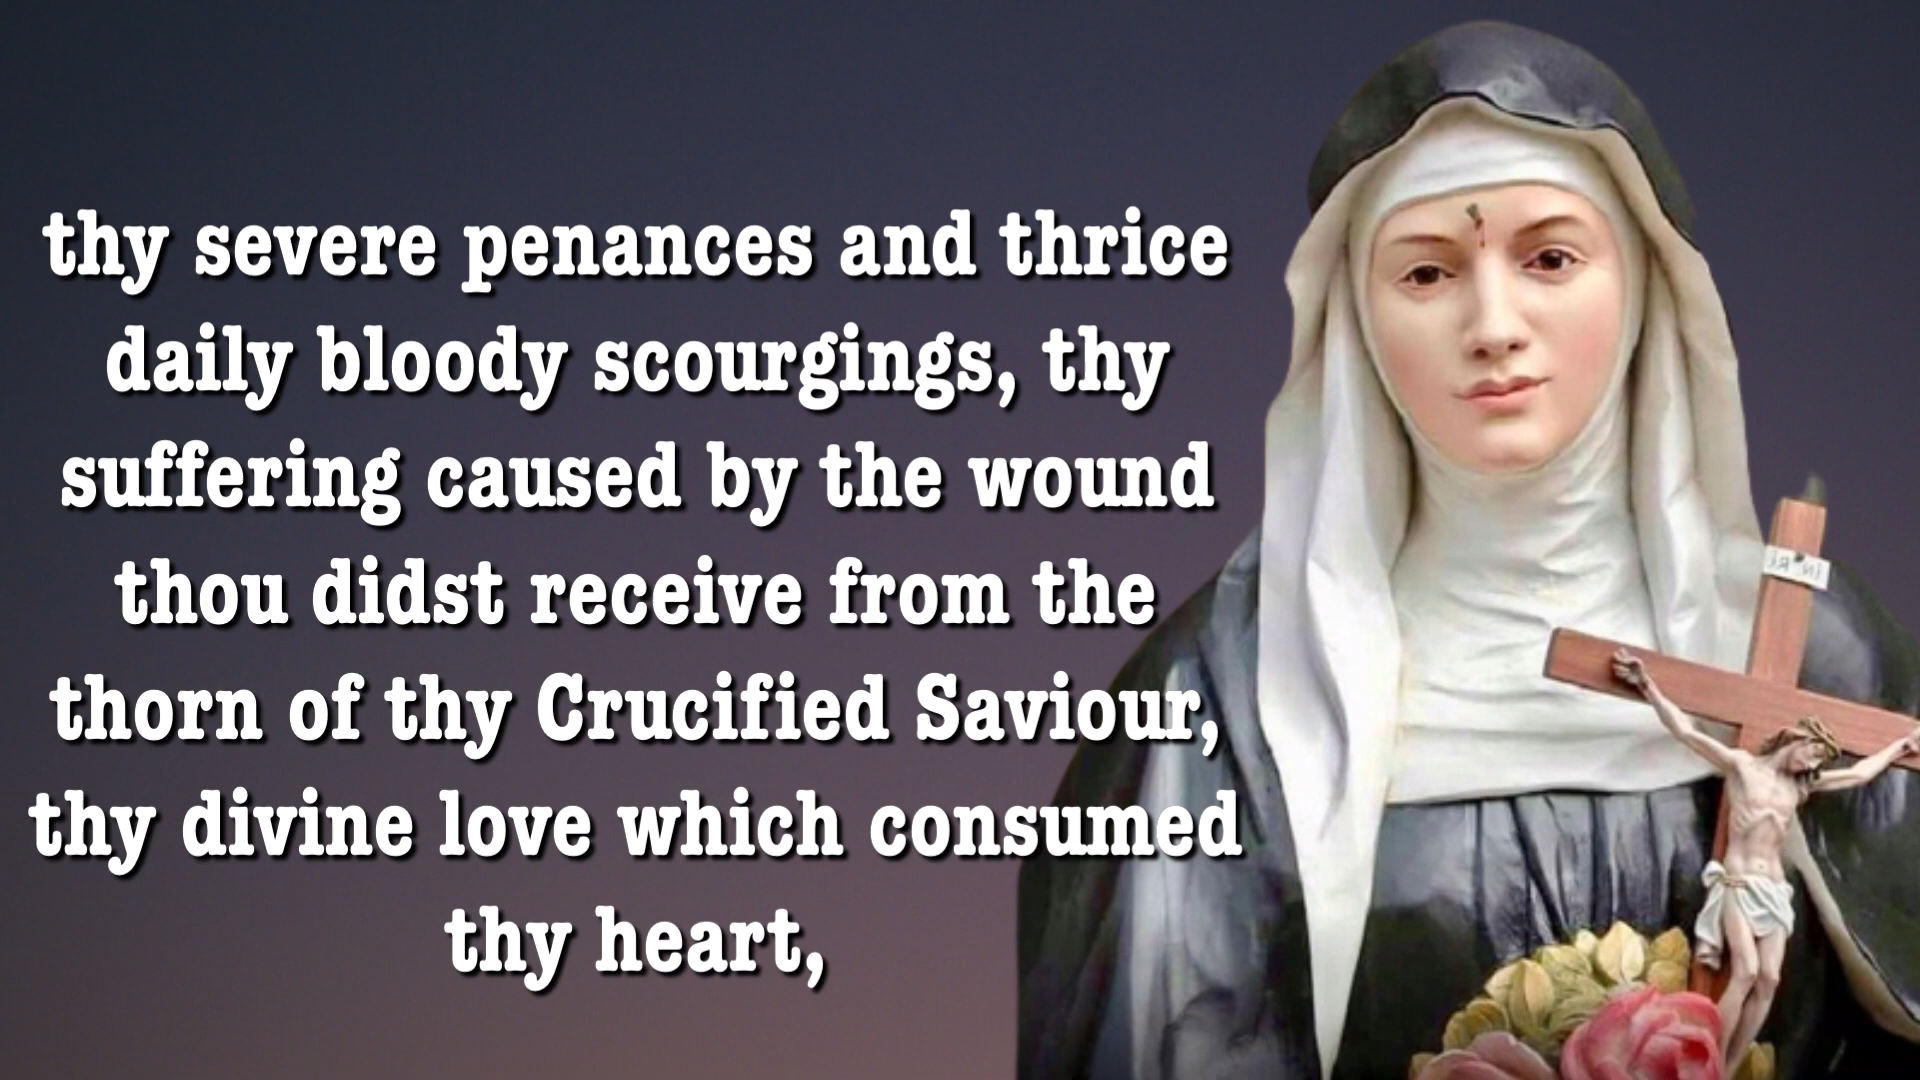 thy severe penances and thrice
daily bloody scourgings, thy
suffering caused by the wound
thou didst receive from the
thorn of thy Crucified Saviour,
thy divine love which consumed
thy heart,